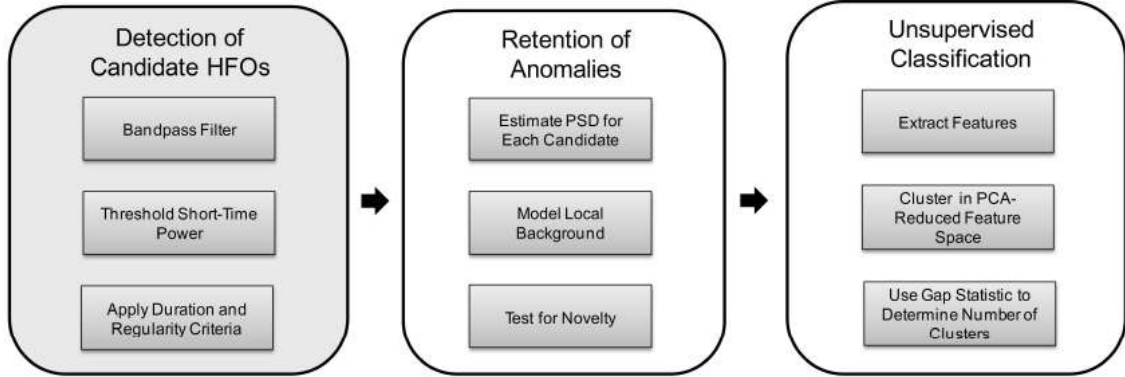 Detection of
Candidate HFOs
Bandpass Filter
Threshold Short-Time
Power
Apply Duration and
Regularity Criteria
Retention of
Anomalies
Estimate PSD for
Each Candidate
Model Local
Background
Test for Novelty
Unsupervised
Classification
Extract Features
Cluster in PCA-
Reduced Feature
Space
Use Gap Statistic to
Determine Number of
Clusters